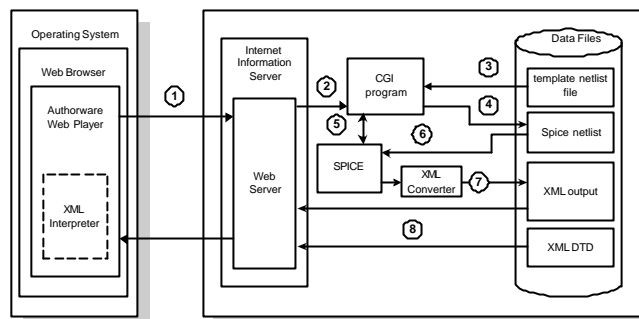 Operating System
Web Browser
Authorware
Web Player
XML
Interpreter
1
Internet
Information
Server
Web
Server
2
CGI
program
5
SPICE
6
XML
Converter
3
4
7
8
Data Files
template netlist
file
Spice netlist
XML output
XML DTD